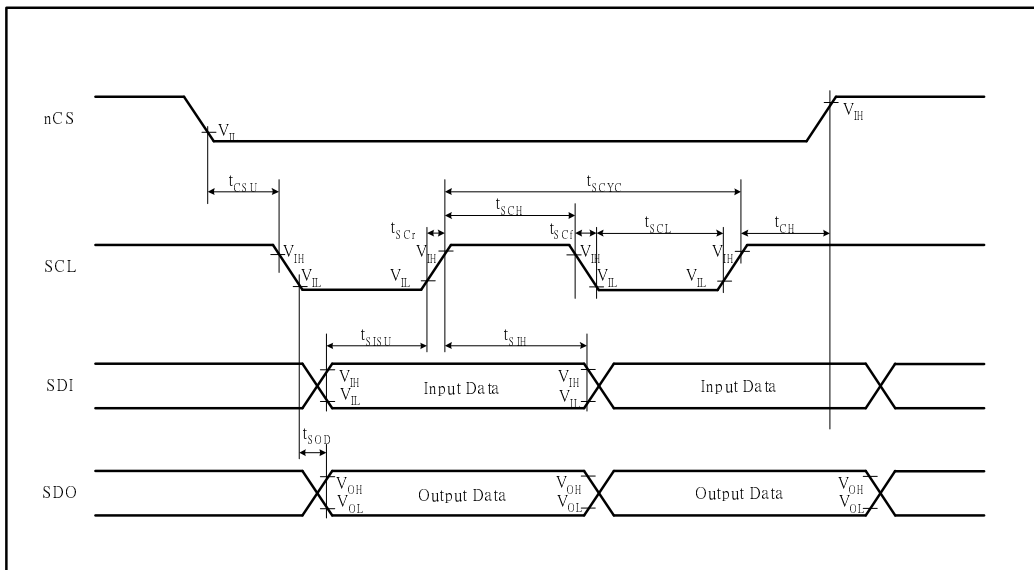 nCS
V_IL
V_IH
t_CSU
t_SCYC
t_SCH
t_SCr
t_SCf
t_SCL
t_CH
SCL
V_IH
V_IL
V_IL
V_IH
V_IH
V_IL
V_IL
V_IH
t_SISU
t_SIH
SDI
V_IH
V_IL
Input Data
V_IH
V_IL
Input Data
t_SOD
SDO
V_OH
V_OL
Output Data
V_OH
V_OL
Output Data
V_OH
V_OL